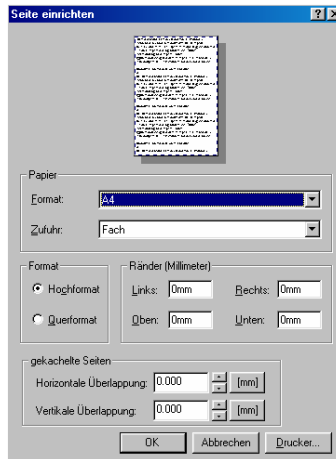 Seite einrichten
Papier
Format: A4
Zufuhr: Fach
Format
Hochformat
Querformat
Ränder (Millimeter)
Links: 0mm Rechts: 0mm
Oben: 0mm Unten: 0mm
gekachelte Seiten
Horizontale Überlappung: 0.000 [mm]
Vertikale Überlappung: 0.000 [mm]
OK Abbrechen Drucker...